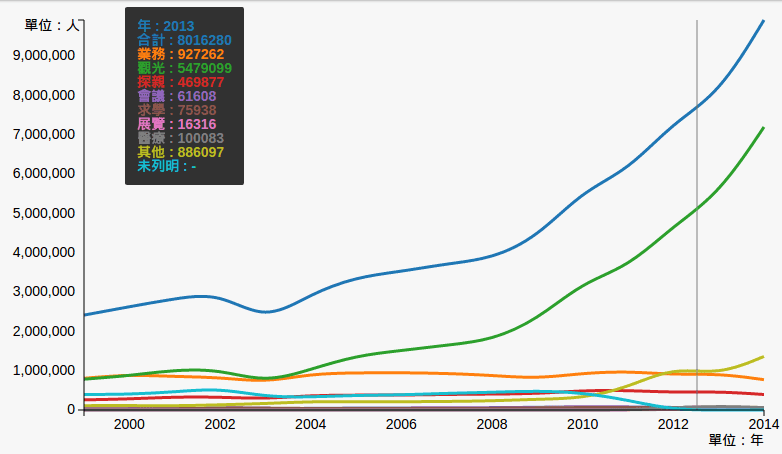 單位：人
年 : 2013
合計 : 8016280
業務 : 927262
觀光 : 5479099
探親 : 469877
會議 : 61608
求學 : 75938
展覽 : 16316
醫療 : 100083
其他 : 886097
未列明 : -
9,000,000
8,000,000
7,000,000
6,000,000
5,000,000
4,000,000
3,000,000
2,000,000
1,000,000
0
2000 2002 2004 2006 2008 2010 2012 2014
單位：年